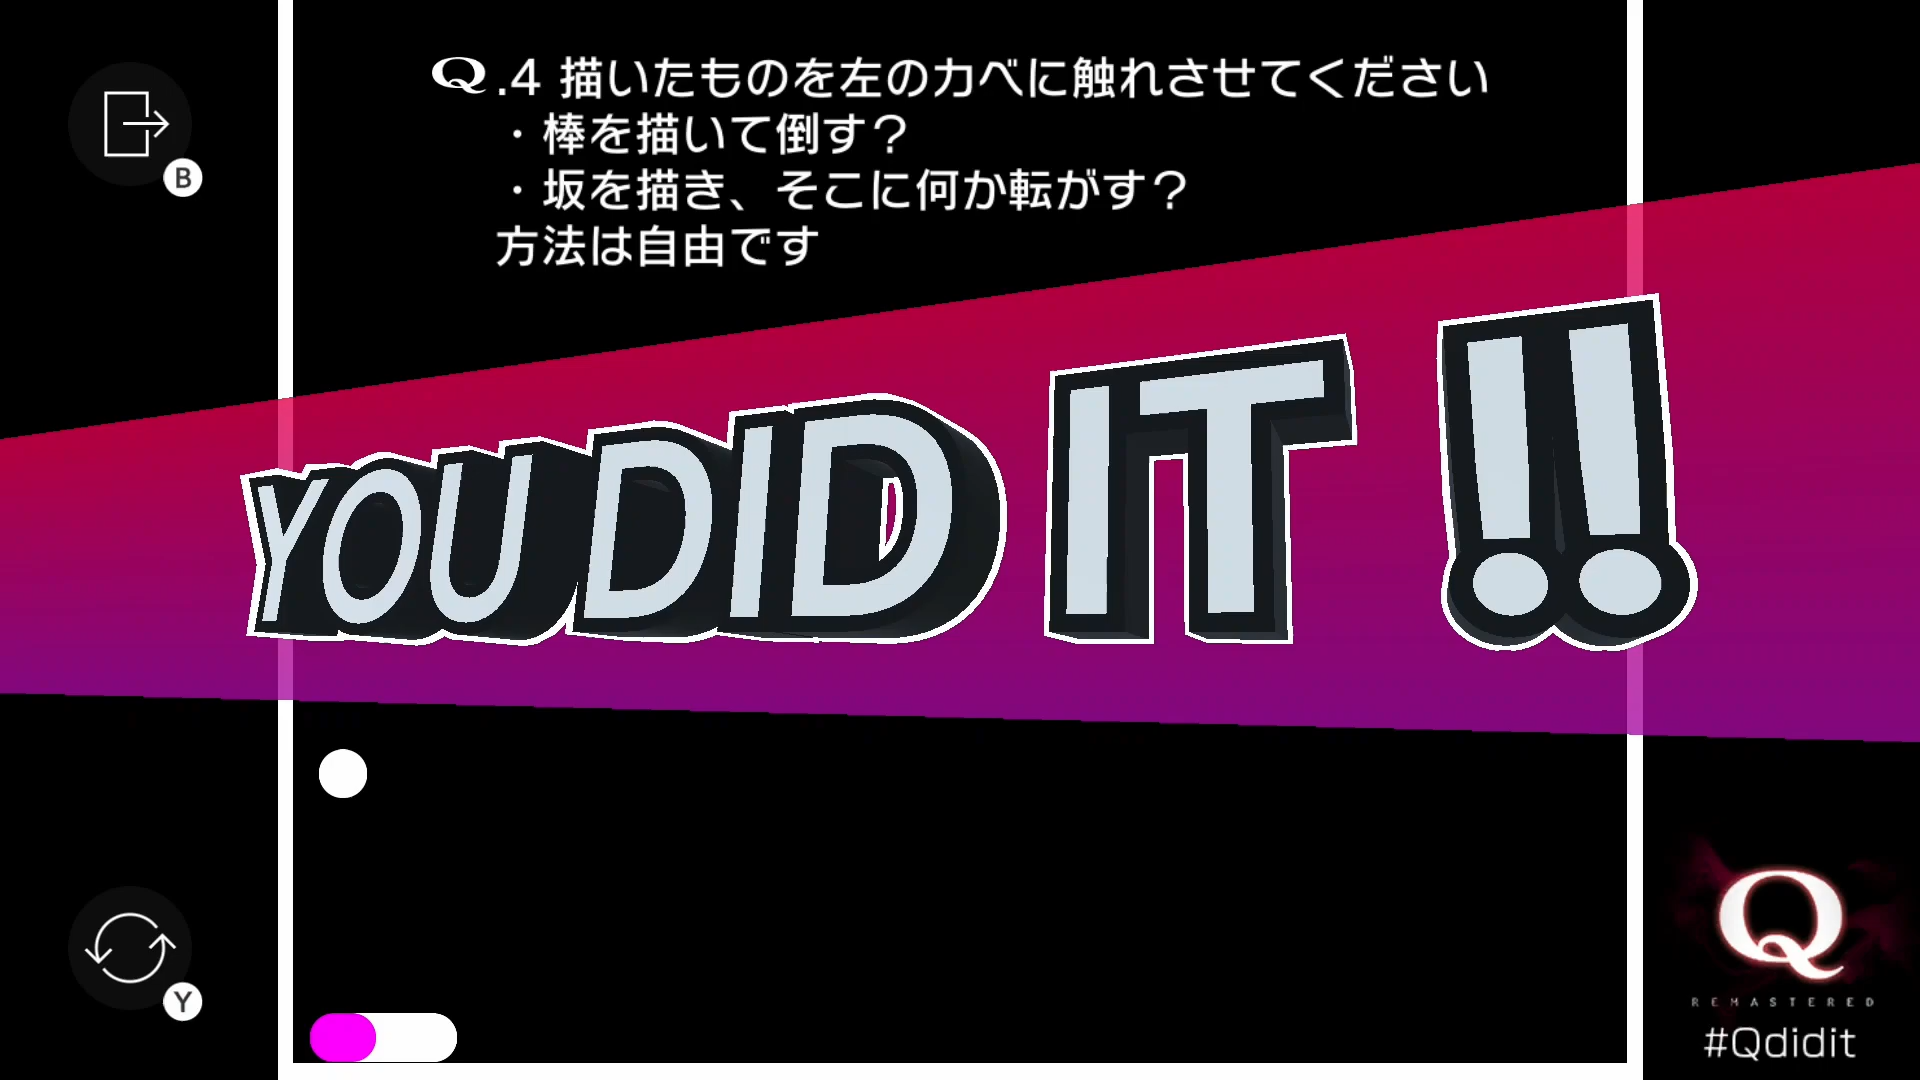 Q.4 描いたものを左のカベに触れさせてください
・棒を描いて倒す？
・坂を描き、そこに何か転がす？
方法は自由です
B
YOU DID IT !!
Y
Q
REMASTERED
#Qdidit